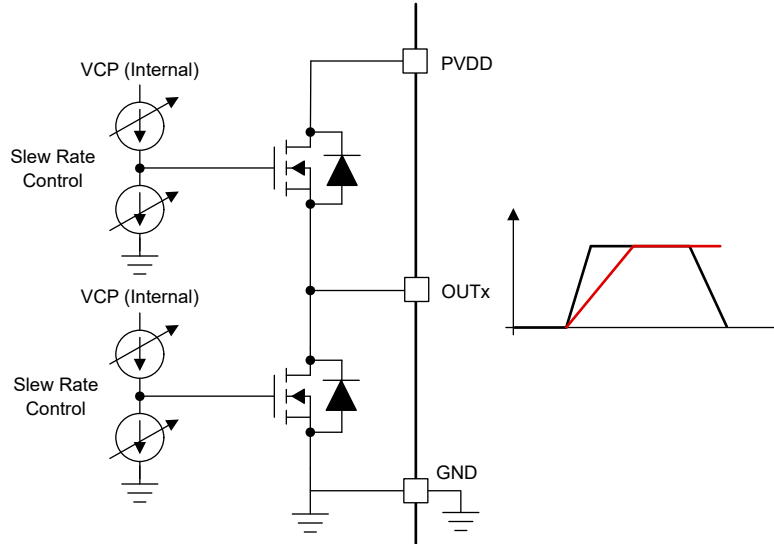 VCP (Internal)
PVDD
Slew Rate
Control
VCP (Internal)
OUTx
Slew Rate
Control
GND